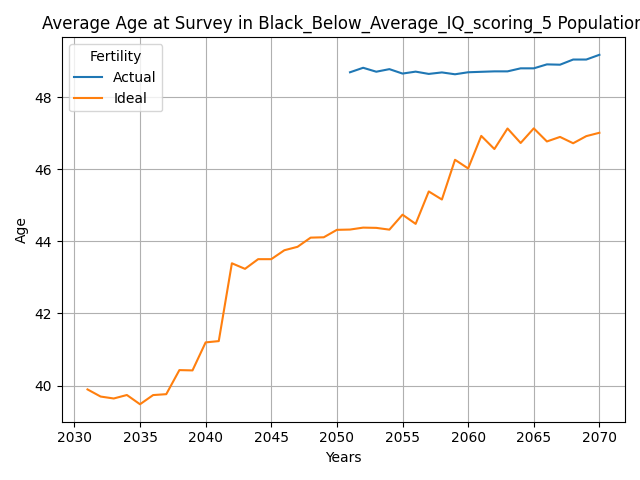 Average Age at Survey in Black_Below_Average_IQ_scoring_5 Population
Fertility
Actual
Ideal
48
46
44
42
40
Age
2030 2035 2040 2045 2050 2055 2060 2065 2070
Years